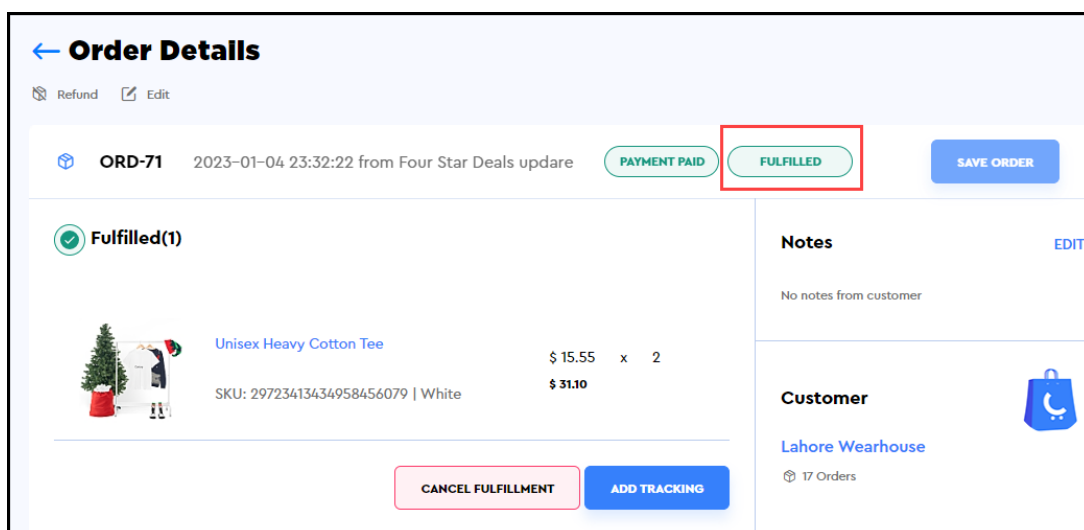 Order Details
Refund Edit
ORD-71 2023-01-04 23:32:22 from Four Star Deals updare PAYMENT PAID FULFILLED SAVE ORDER
Fulfilled(1)
Unisex Heavy Cotton Tee
$ 15.55 x 2
SKU: 29723413434958456079 | White
$ 31.10
CANCEL FULFILLMENT ADD TRACKING
Notes EDIT
No notes from customer
Customer
Lahore Wearhouse
17 Orders